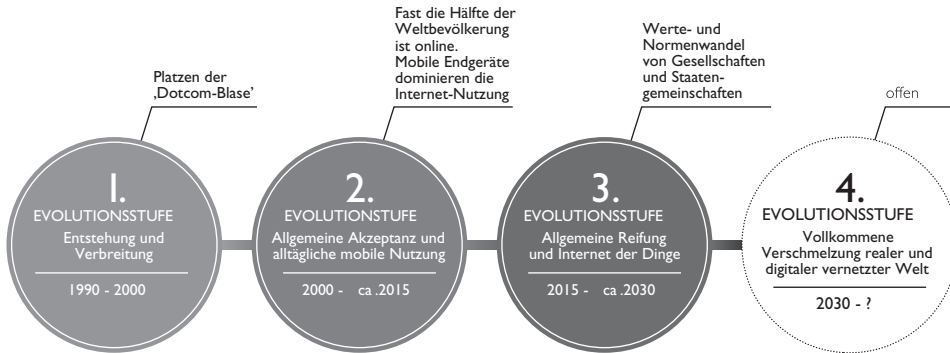 Platzen der
‚Dotcom-Blase'
Fast die Hälfte der
Weltbevölkerung
ist online.
Mobile Endgeräte
dominieren die
Internet-Nutzung
Werte- und
Normenwandel
von Gesellschaften
und Staaten-
gemeinschaften
offen
1.
EVOLUTIONSSTUFE
Entstehung und
Verbreitung
1990 - 2000
2.
EVOLUTIONSSTUFE
Allgemeine Akzeptanz und
alltägliche mobile Nutzung
2000 - ca .2015
3.
EVOLUTIONSSTUFE
Allgemeine Reifung
und Internet der Dinge
2015 - ca .2030
4.
EVOLUTIONSSTUFE
Vollkommene
Verschmelzung realer und
digitaler vernetzter Welt
2030 - ?